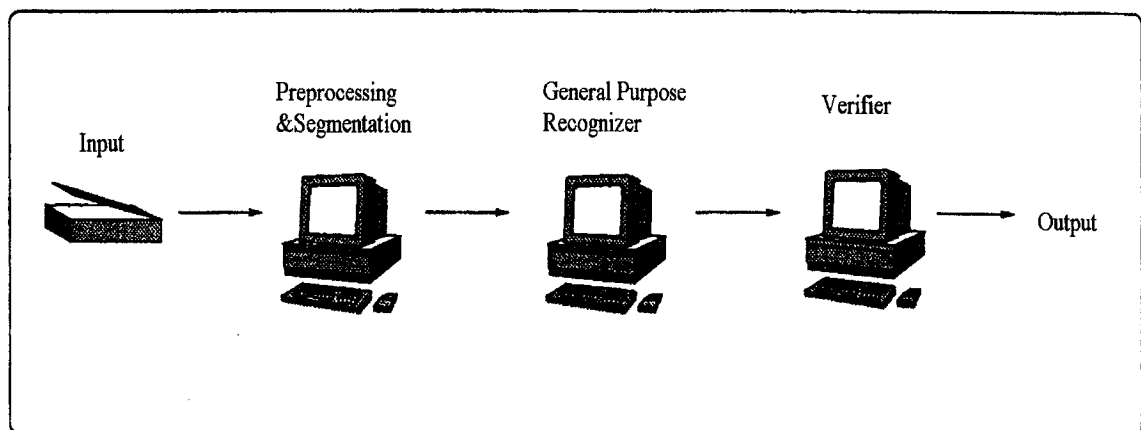 Input
Preprocessing
&Segmentation
General Purpose
Recognizer
Verifier
Output